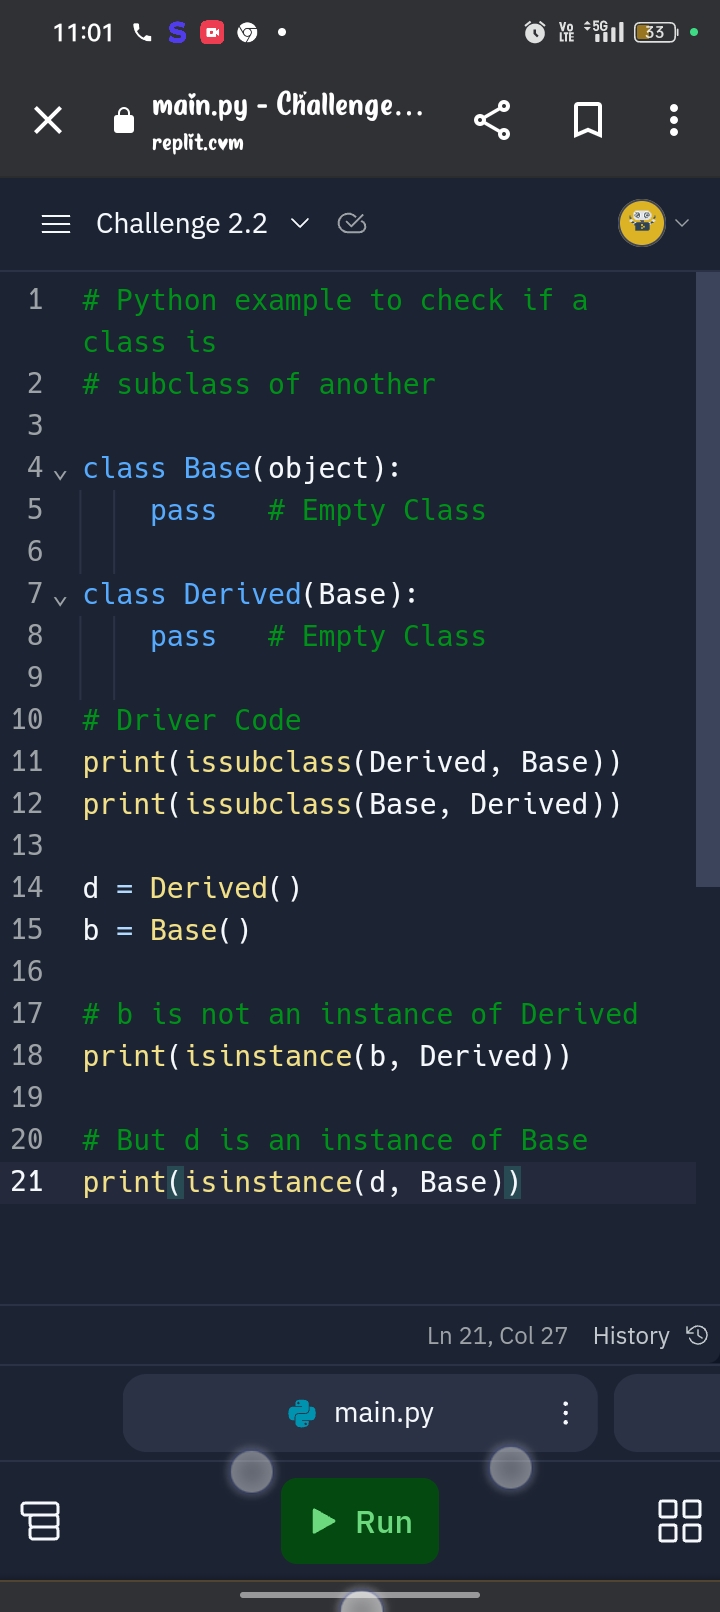 11:01
Vo
LTE
5G
33
main.py - Challenge...
replit.com
Challenge 2.2
1 # Python example to check if a
class is
2 # subclass of another
3
4 class Base(object):
5     pass   # Empty Class
6
7 class Derived(Base):
8     pass   # Empty Class
9
10 # Driver Code
11 print(issubclass(Derived, Base))
12 print(issubclass(Base, Derived))
13
14 d = Derived()
15 b = Base()
16
17 # b is not an instance of Derived
18 print(isinstance(b, Derived))
19
20 # But d is an instance of Base
21 print(isinstance(d, Base))
Ln 21, Col 27 History
main.py
Run